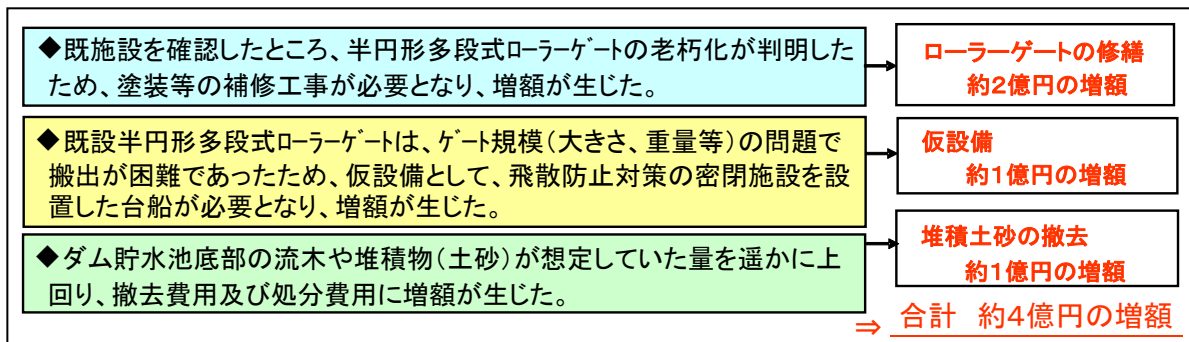 ◆既施設を確認したところ、半円形多段式ﾛｰﾗｰｹﾞｰﾄの老朽化が判明した
ため、塗装等の補修工事が必要となり、増額が生じた。
ローラーゲートの修繕
約2億円の増額
◆既設半円形多段式ﾛｰﾗｰｹﾞｰﾄは、ｹﾞｰﾄ規模（大きさ、重量等）の問題で
搬出が困難であったため、仮設備として、飛散防止対策の密閉施設を設
置した台船が必要となり、増額が生じた。
仮設備
約1億円の増額
◆ダム貯水池底部の流木や堆積物（土砂）が想定していた量を遥かに上
回り、撤去費用及び処分費用に増額が生じた。
堆積土砂の撤去
約1億円の増額
⇒ 合計　約4億円の増額